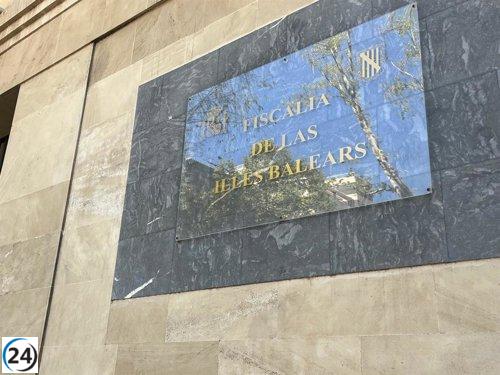 FISCALIA
DE LAS
ILLES BALEARS
24